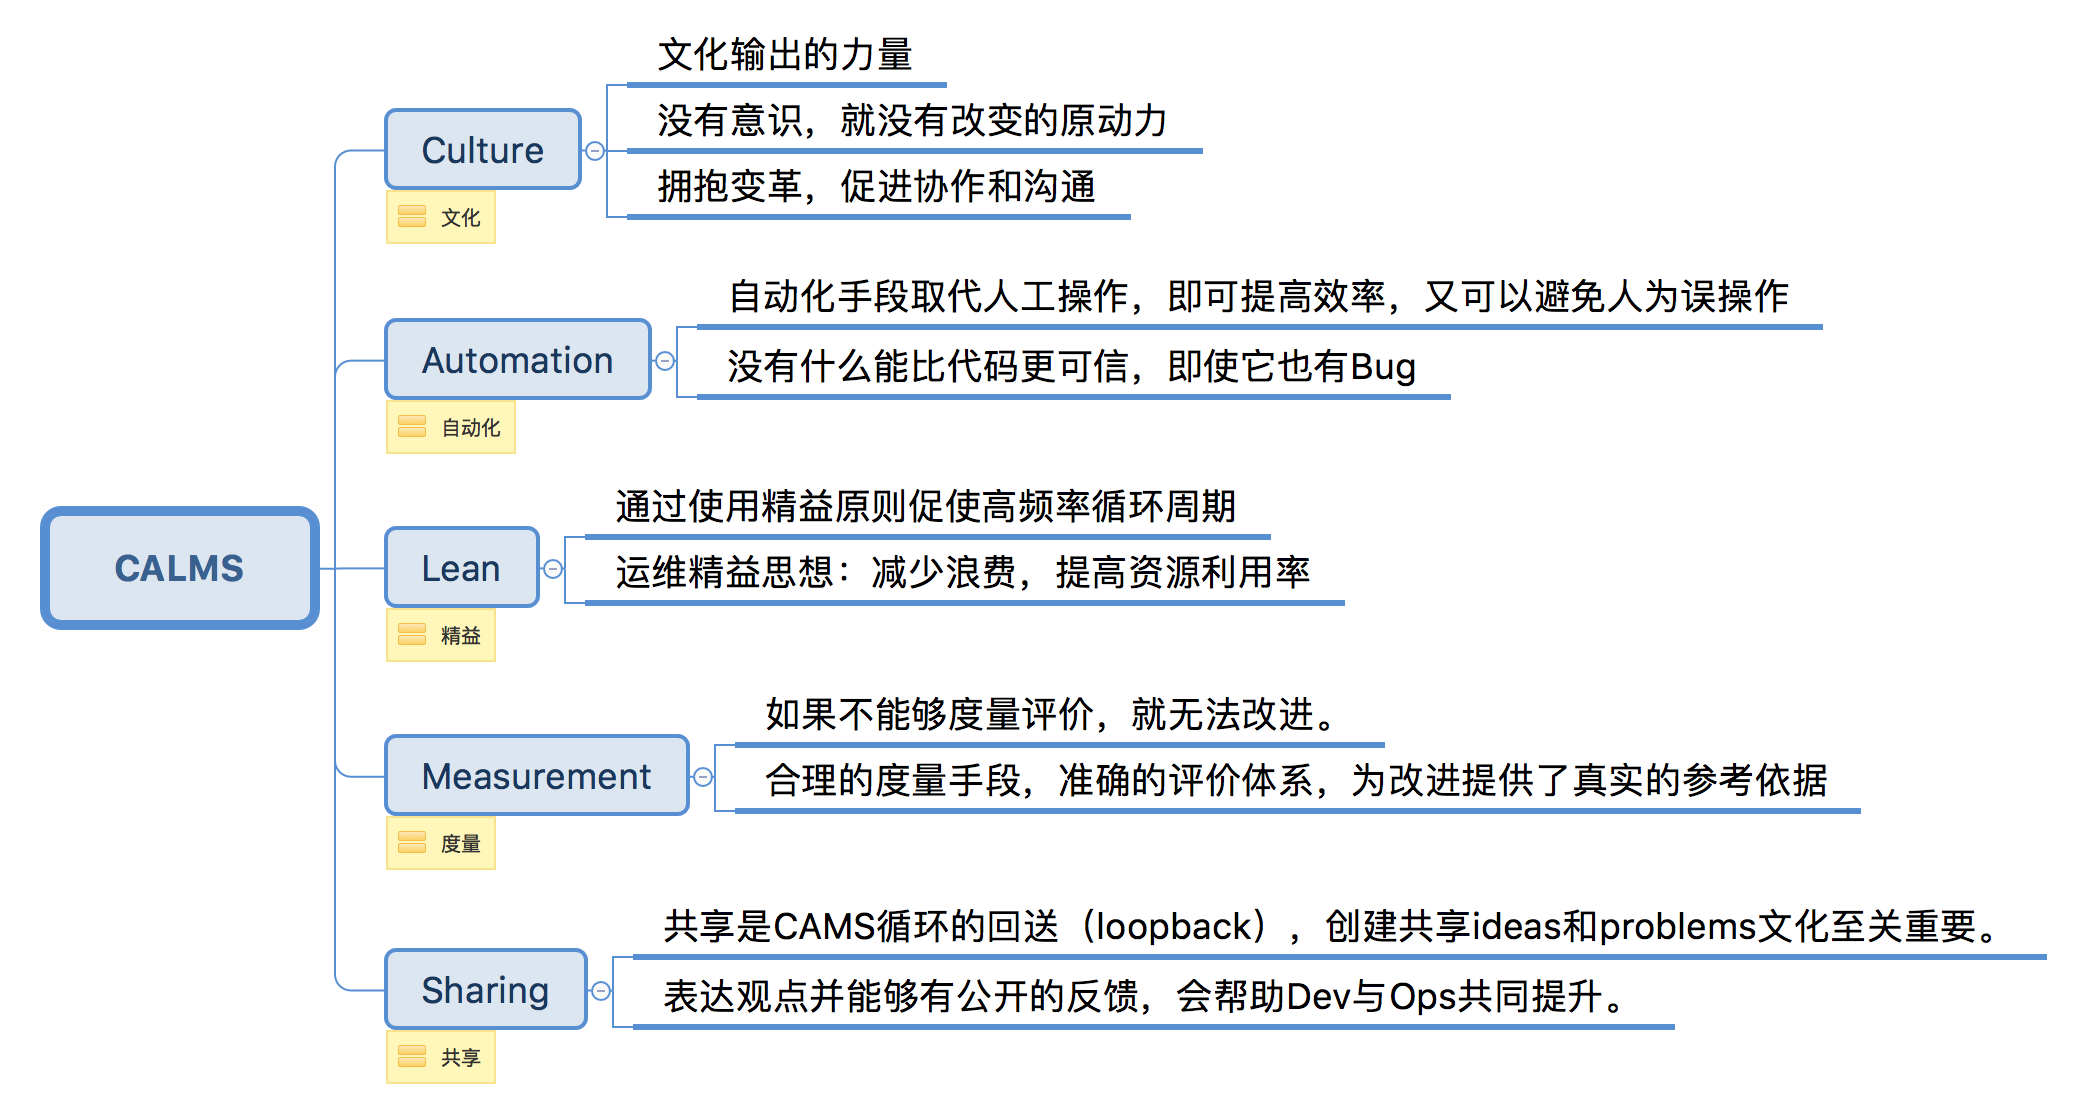 CALMS
Culture
文化
文化输出的力量
没有意识，就没有改变的原动力
拥抱变革，促进协作和沟通
Automation
自动化
自动化手段取代人工操作，即可提高效率，又可以避免人为误操作
没有什么能比代码更可信，即使它也有Bug
Lean
精益
通过使用精益原则促使高频率循环周期
运维精益思想：减少浪费，提高资源利用率
Measurement
度量
如果不能够度量评价，就无法改进。
合理的度量手段，准确的评价体系，为改进提供了真实的参考依据
Sharing
共享
共享是CAMS循环的回送（loopback），创建共享ideas和problems文化至关重要。
表达观点并能够有公开的反馈，会帮助Dev与Ops共同提升。